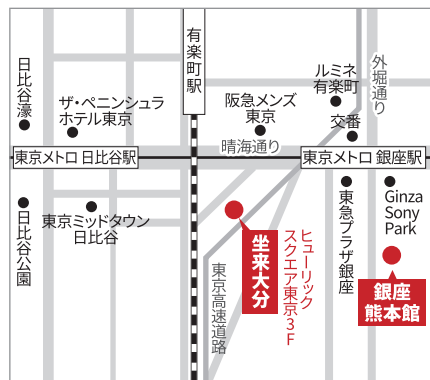 有楽町駅
日比谷濠
ザ・ペニンシュラ
ホテル東京
阪急メンズ
東京
ルミネ
有楽町
外堀通り
交番
晴海通り
東京メトロ 日比谷駅
東京メトロ 銀座駅
日比谷公園
東京ミッドタウン
日比谷
坐来大分
ヒューリック
スクエア東京3F
東京高速道路
東急プラザ銀座
Ginza
Sony
Park
銀座
熊本館